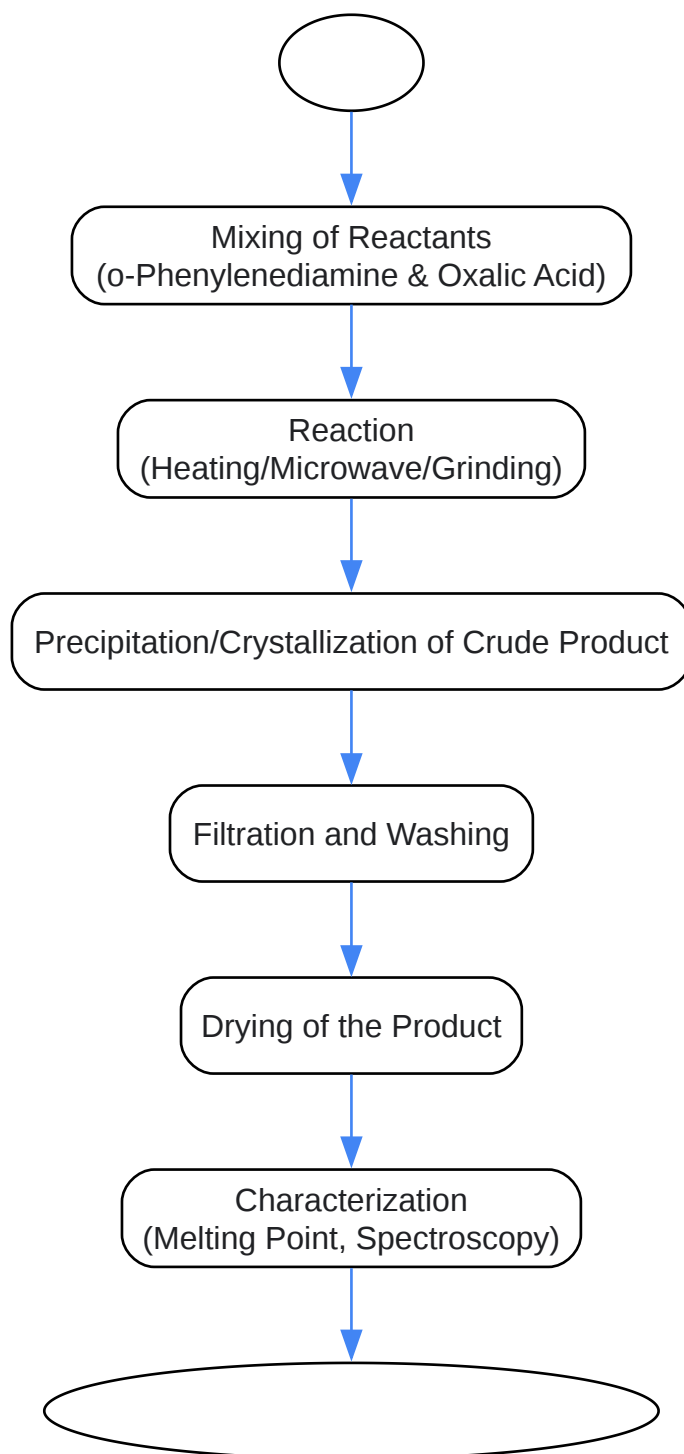 Mixing of Reactants
(o-Phenylenediamine & Oxalic Acid)
Reaction
(Heating/Microwave/Grinding)
Precipitation/Crystallization of Crude Product
Filtration and Washing
Drying of the Product
Characterization
(Melting Point, Spectroscopy)